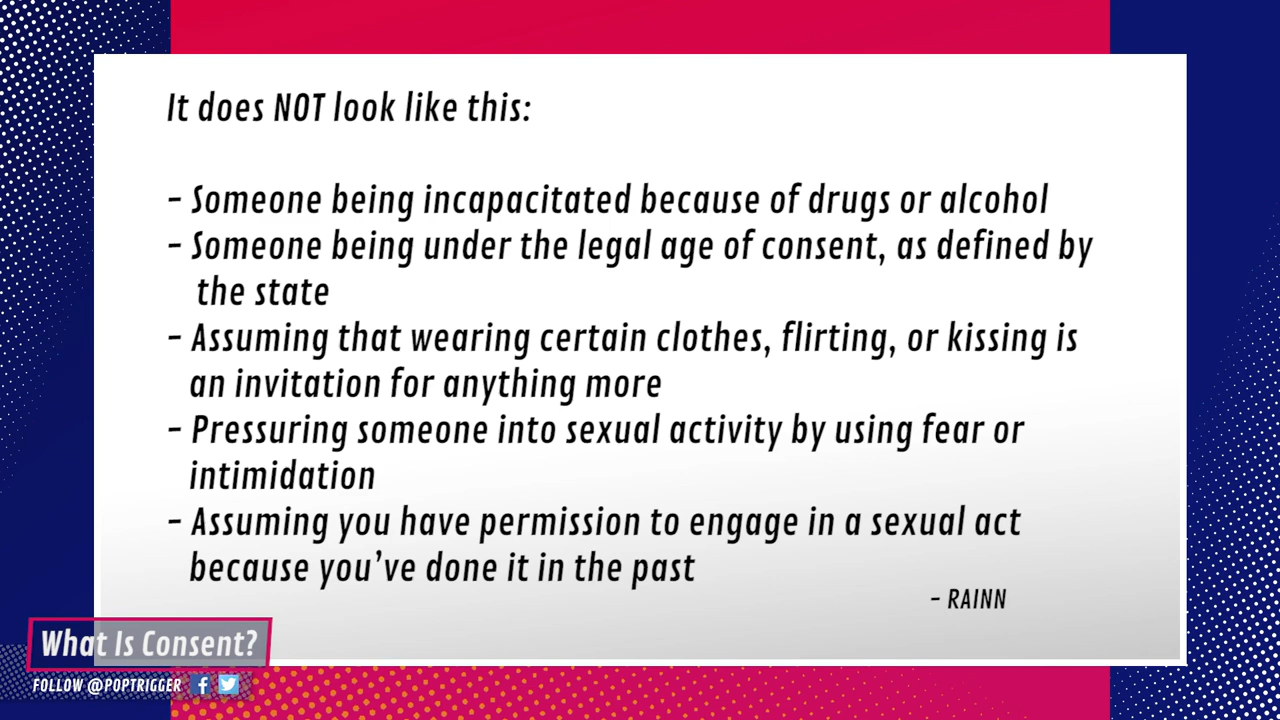 It does NOT look like this:
- Someone being incapacitated because of drugs or alcohol
- Someone being under the legal age of consent, as defined by
the state
- Assuming that wearing certain clothes, flirting, or kissing is
an invitation for anything more
- Pressuring someone into sexual activity by using fear or
intimidation
- Assuming you have permission to engage in a sexual act
because you've done it in the past
- RAINN
What Is Consent?
FOLLOW @POPTRIGGER